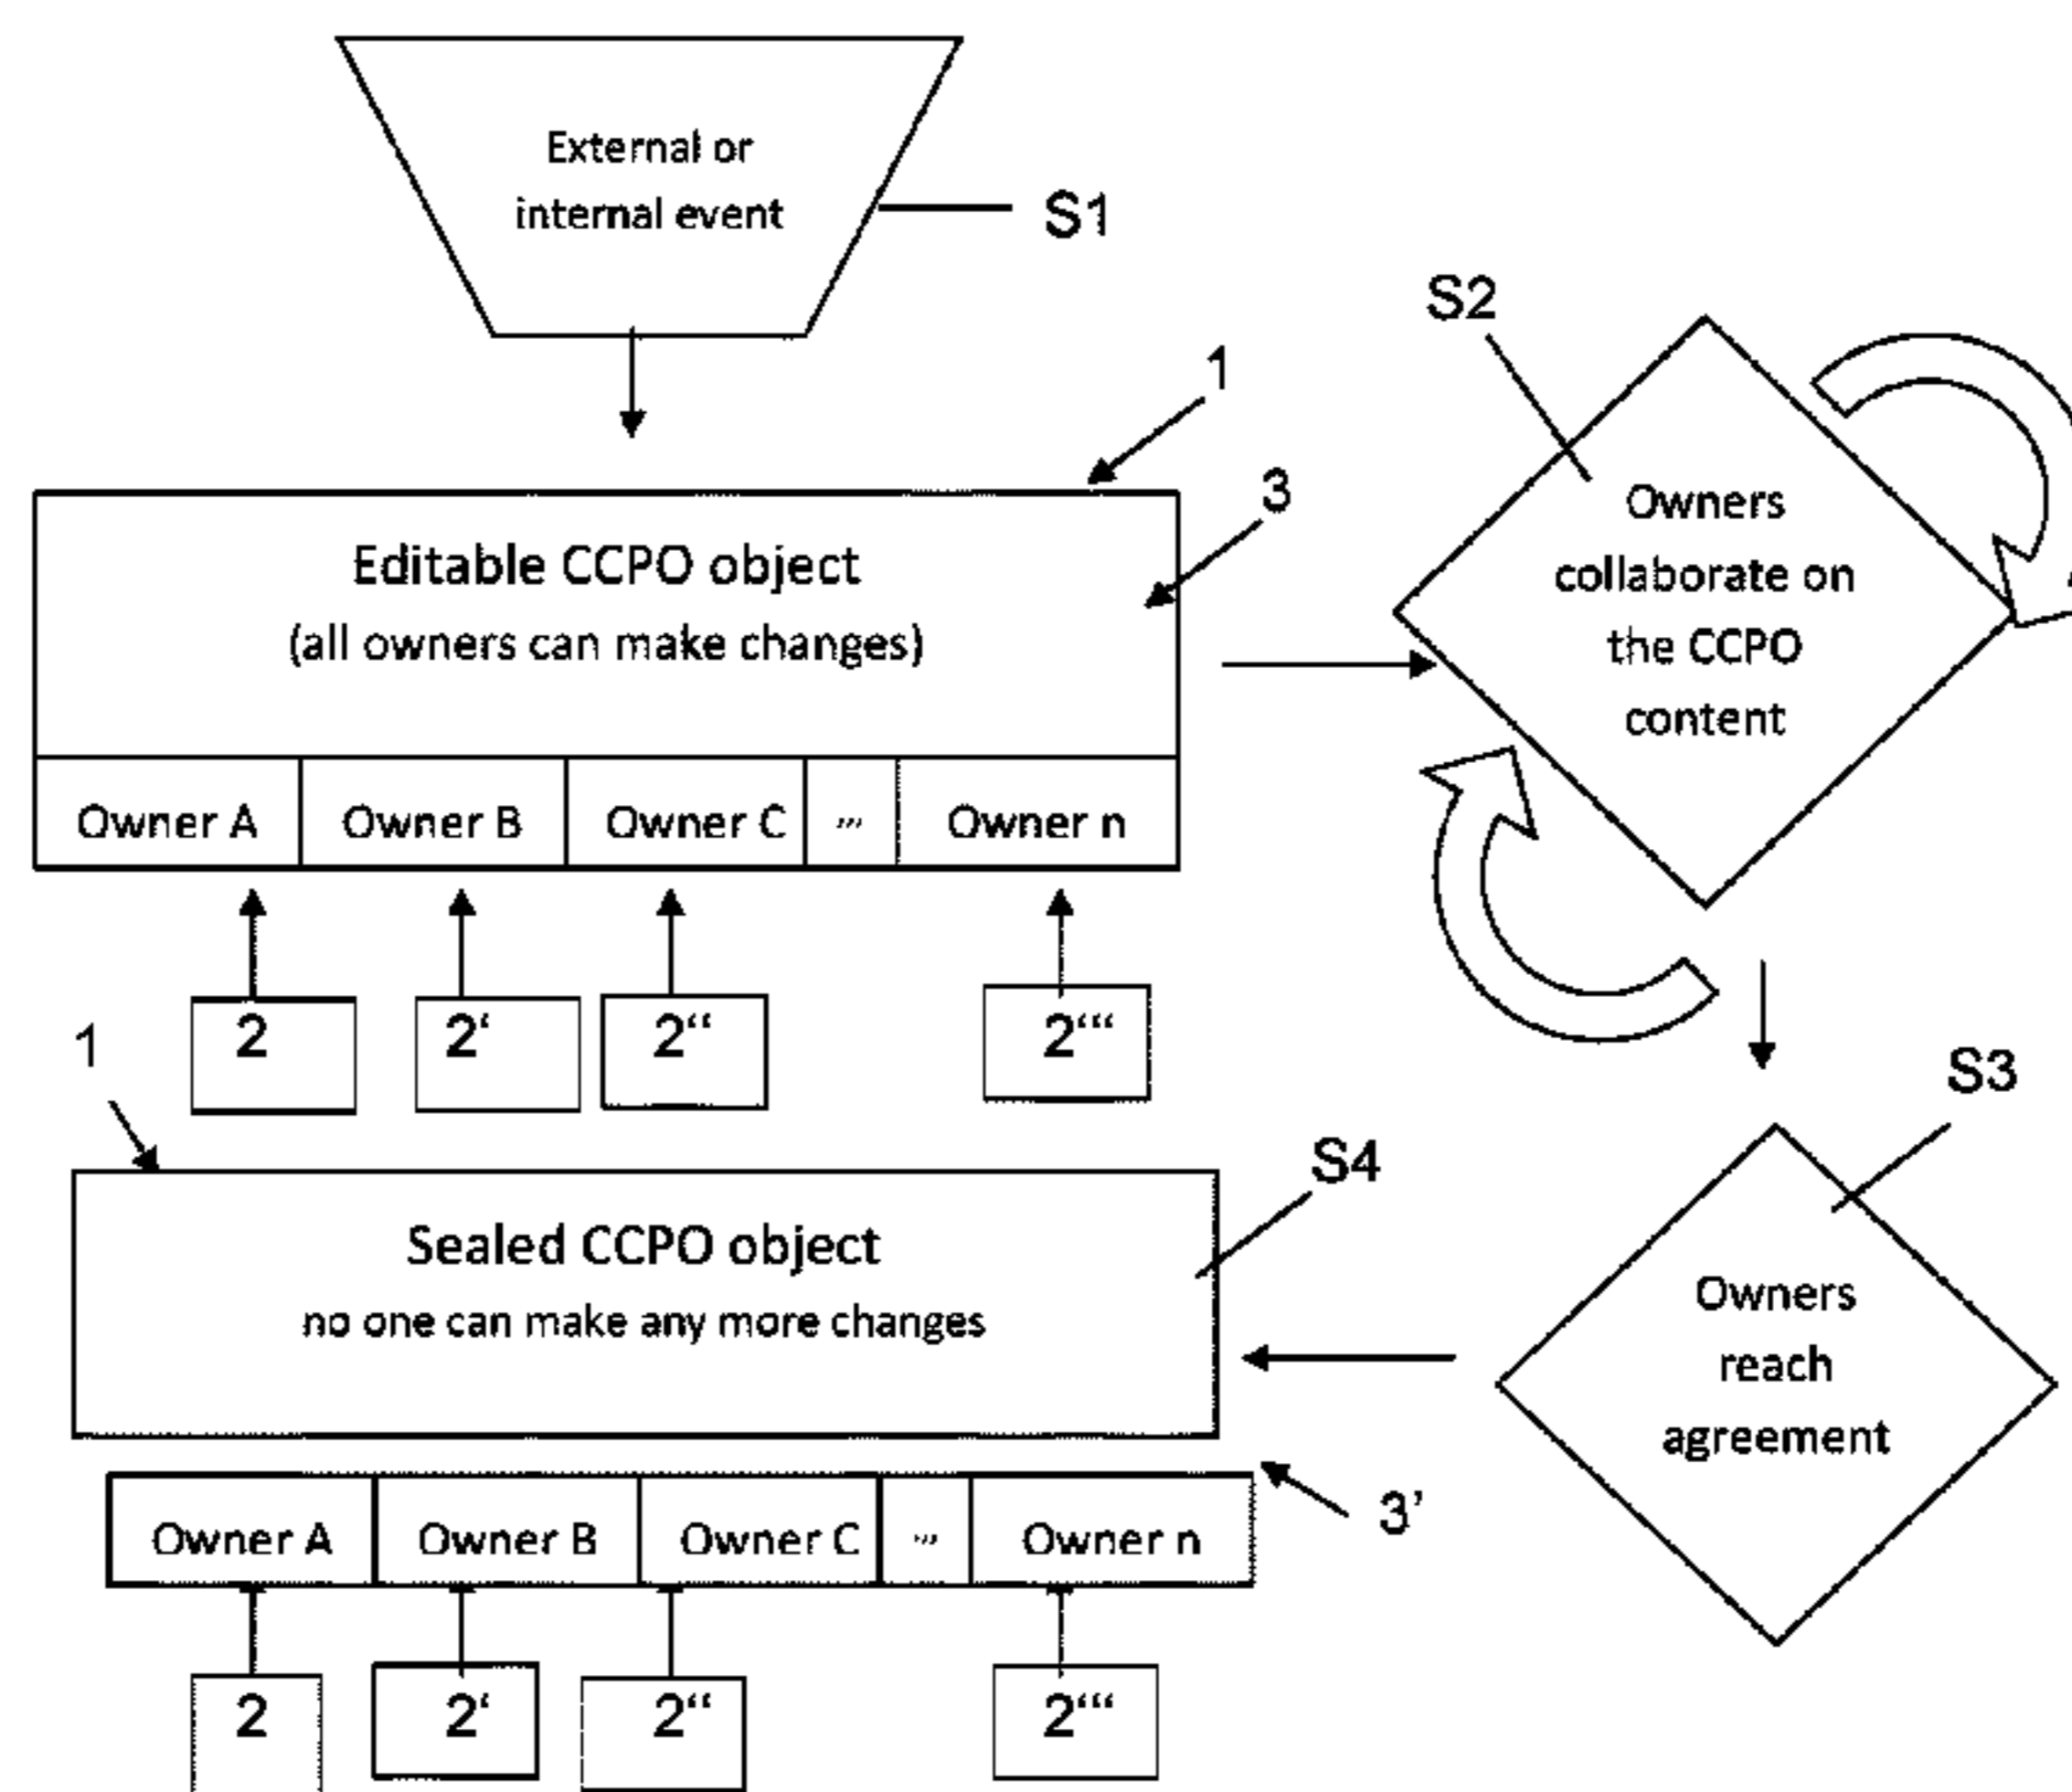 External or
internal event
S1
S2
1
3
Editable CCPO object
(all owners can make changes)
Owners
collaborate on
the CCPO
content
Owner A
Owner B
Owner C
...
Owner n
2
2‘
2‘‘
2‘‘‘
1
S3
S4
Sealed CCPO object
no one can make any more changes
Owners
reach
agreement
3’
Owner A
Owner B
Owner C
...
Owner n
2
2‘
2‘‘
2‘‘‘